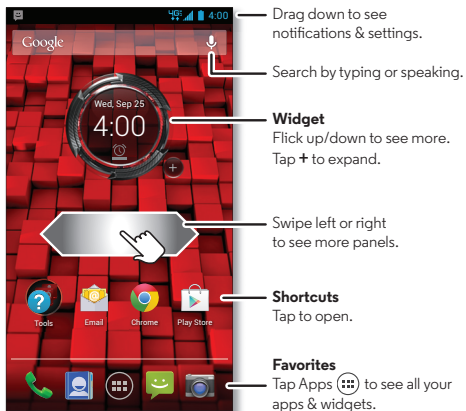 4G 4:00
Google
Wed, Sep 25
4:00
Tools
Email
Chrome
Play Store
Drag down to see
notifications & settings.
Search by typing or speaking.
Widget
Flick up/down to see more.
Tap + to expand.
Swipe left or right
to see more panels.
Shortcuts
Tap to open.
Favorites
Tap Apps to see all your
apps & widgets.